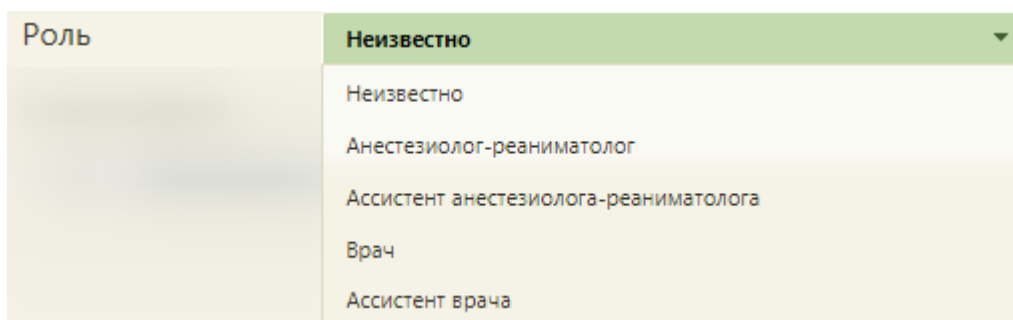 Роль
Неизвестно
Неизвестно
Анестезиолог-реаниматолог
Ассистент анестезиолога-реаниматолога
Врач
Ассистент врача